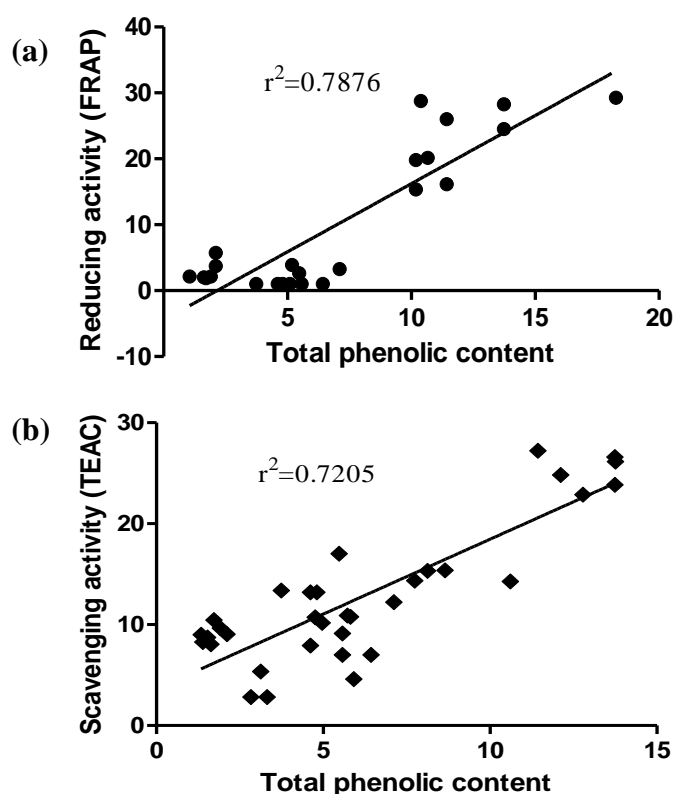 (a)
Reducing activity (FRAP)
40
30
20
10
0
-10
r²=0.7876
5
10
15
20
Total phenolic content
(b)
Scavenging activity (TEAC)
30
20
10
0
r²=0.7205
0
5
10
15
Total phenolic content